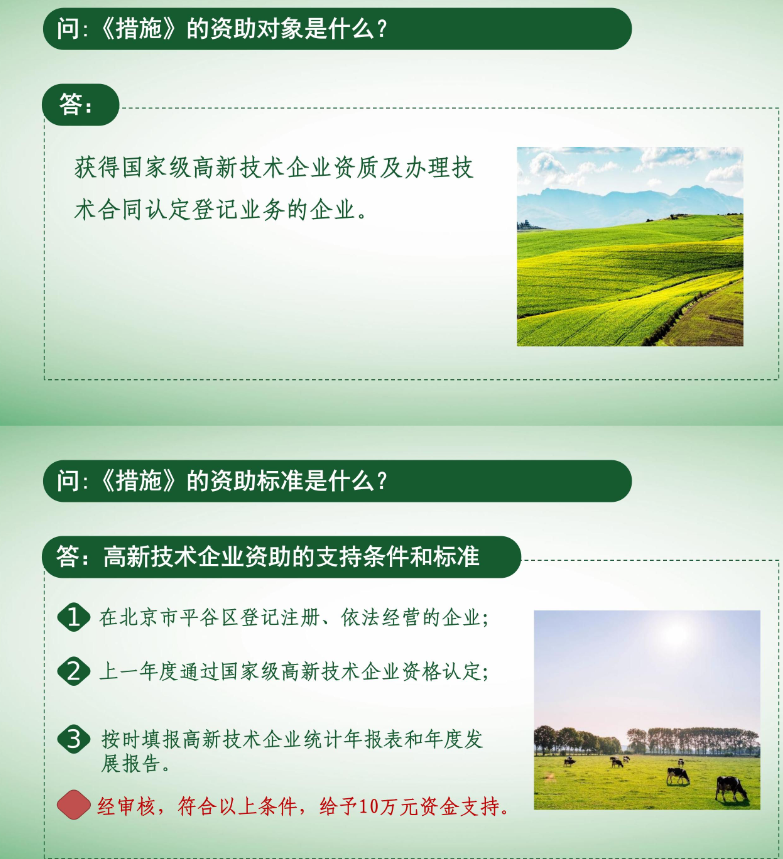 问:《措施》的资助对象是什么？
答：
获得国家级高新技术企业资质及办理技
术合同认定登记业务的企业。
问:《措施》的资助标准是什么？
答：高新技术企业资助的支持条件和标准
1 在北京市平谷区登记注册、依法经营的企业；
2 上一年度通过国家级高新技术企业资格认定；
3 按时填报高新技术企业统计年报表和年度发
展报告。
经审核，符合以上条件，给予10万元资金支持。